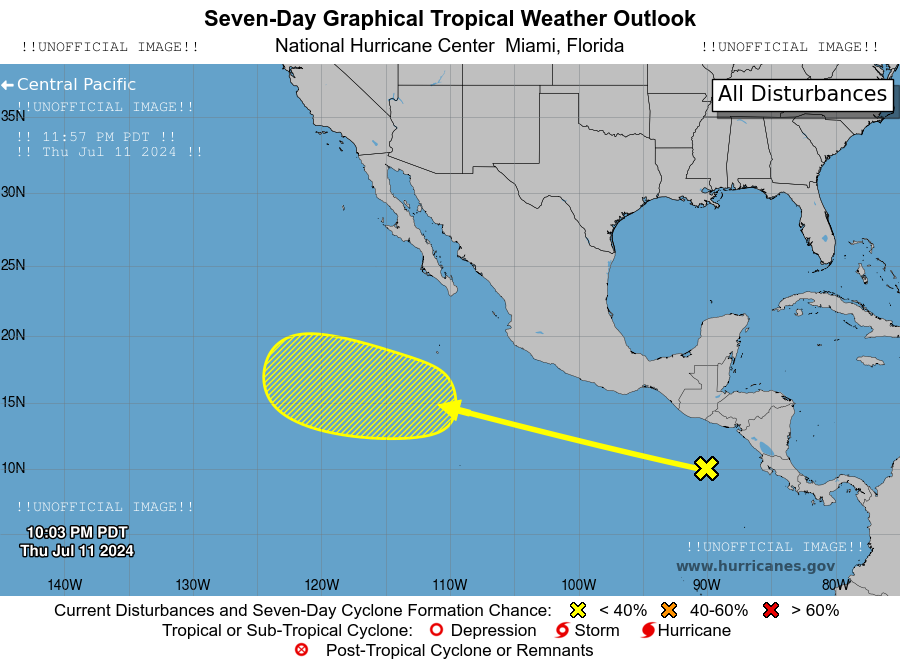 Seven-Day Graphical Tropical Weather Outlook
!!UNOFFICIAL IMAGE!! National Hurricane Center Miami, Florida !!UNOFFICIAL IMAGE!!
Central Pacific
All Disturbances
!!UNOFFICIAL IMAGE!!
35N
!! 11:57 PM PDT !!
!! Thu Jul 11 2024 !!
30N
25N
20N
15N
10N
!!UNOFFICIAL IMAGE!!
10:03 PM PDT
Thu Jul 11 2024
!!UNOFFICIAL IMAGE!!
www.hurricanes.gov
140W 130W 120W 110W 100W 90W 80W
Current Disturbances and Seven-Day Cyclone Formation Chance: < 40% 40-60% > 60%
Tropical or Sub-Tropical Cyclone: Depression Storm Hurricane
Post-Tropical Cyclone or Remnants